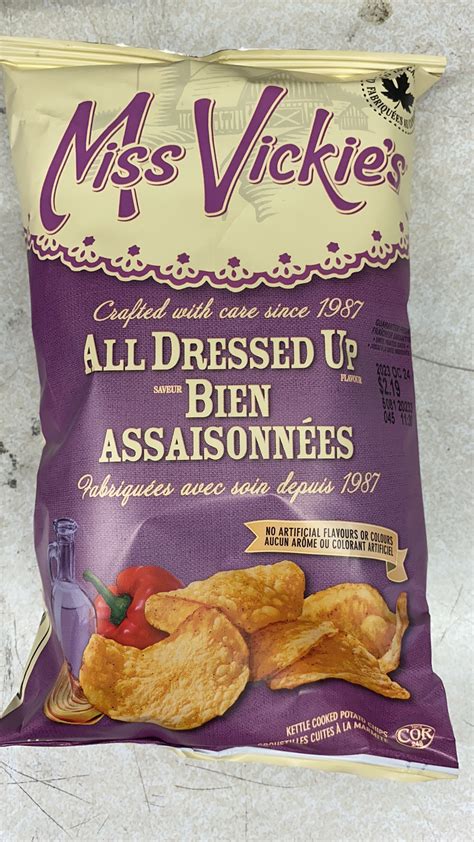 FABRIQUÉES
Miss Vickie's
Crafted with care since 1987
ALL DRESSED UP
FLAVOUR
SAVEUR
BIEN
ASSAISONNÉES
Fabriquées avec soin depuis 1987
2023 OC 24
$2.19
045
NO ARTIFICIAL FLAVOURS OR COLOURS
AUCUN ARÔME OU COLORANT ARTIFICIEL
KETTLE COOKED POTATO CHIPS
CUITES À LA MARMITE
COR